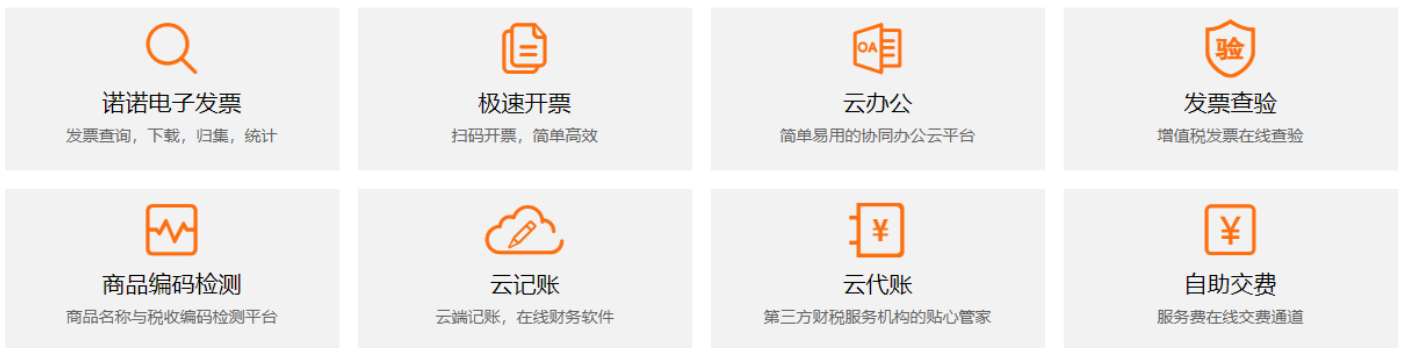 诺诺电子发票
发票查询，下载，归集，统计
极速开票
扫码开票，简单高效
OA
云办公
简单易用的协同办公云平台
验
发票查验
增值税发票在线查验
商品编码检测
商品名称与税收编码检测平台
云记账
云端记账，在线财务软件
¥
云代账
第三方财税服务机构的贴心管家
¥
自助交费
服务费在线交费通道